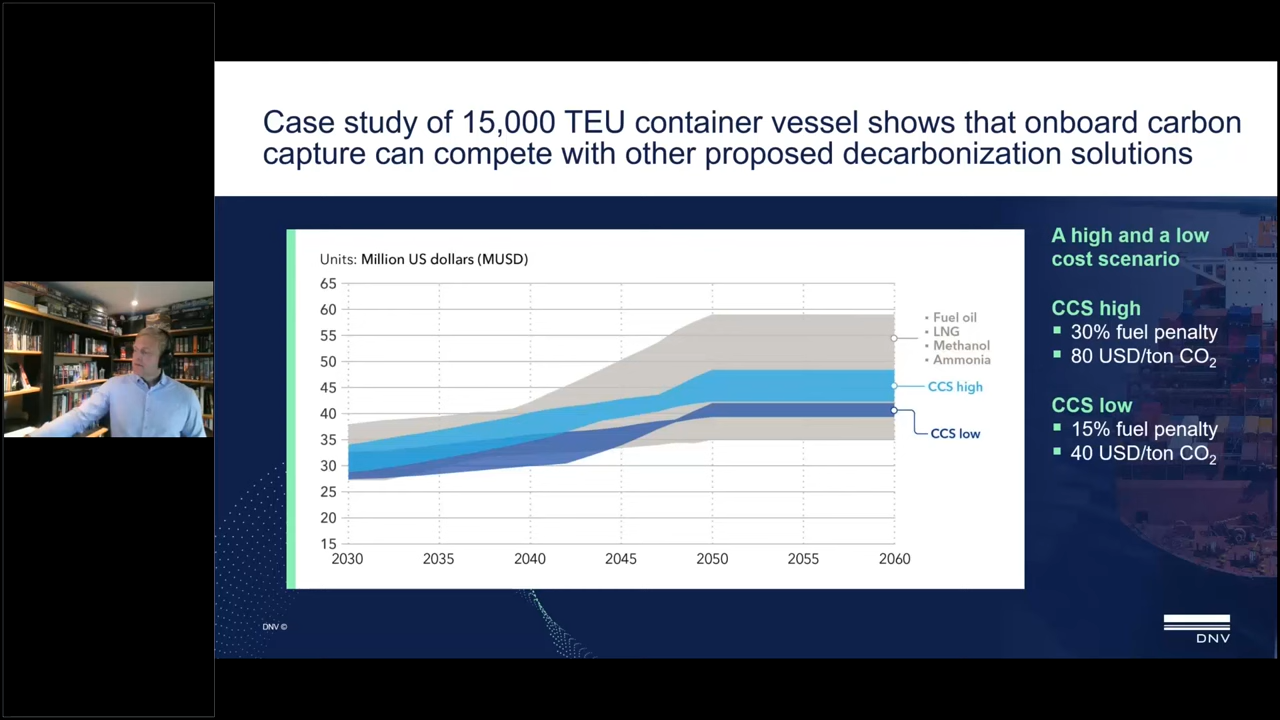 Case study of 15,000 TEU container vessel shows that onboard carbon
capture can compete with other proposed decarbonization solutions
Units: Million US dollars (MUSD)
65
60
55
50
45
40
35
30
25
20
15
2030 2035 2040 2045 2050 2055 2060
• Fuel oil
• LNG
• Methanol
• Ammonia
CCS high
CCS low
A high and a low
cost scenario
CCS high
▪ 30% fuel penalty
▪ 80 USD/ton CO₂
CCS low
▪ 15% fuel penalty
▪ 40 USD/ton CO₂
DNV ©
DNV